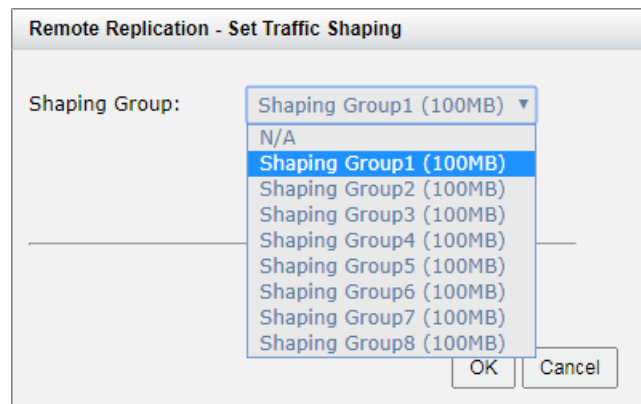 Remote Replication - Set Traffic Shaping
Shaping Group: Shaping Group1 (100MB)
N/A
Shaping Group1 (100MB)
Shaping Group2 (100MB)
Shaping Group3 (100MB)
Shaping Group4 (100MB)
Shaping Group5 (100MB)
Shaping Group6 (100MB)
Shaping Group7 (100MB)
Shaping Group8 (100MB)
OK Cancel